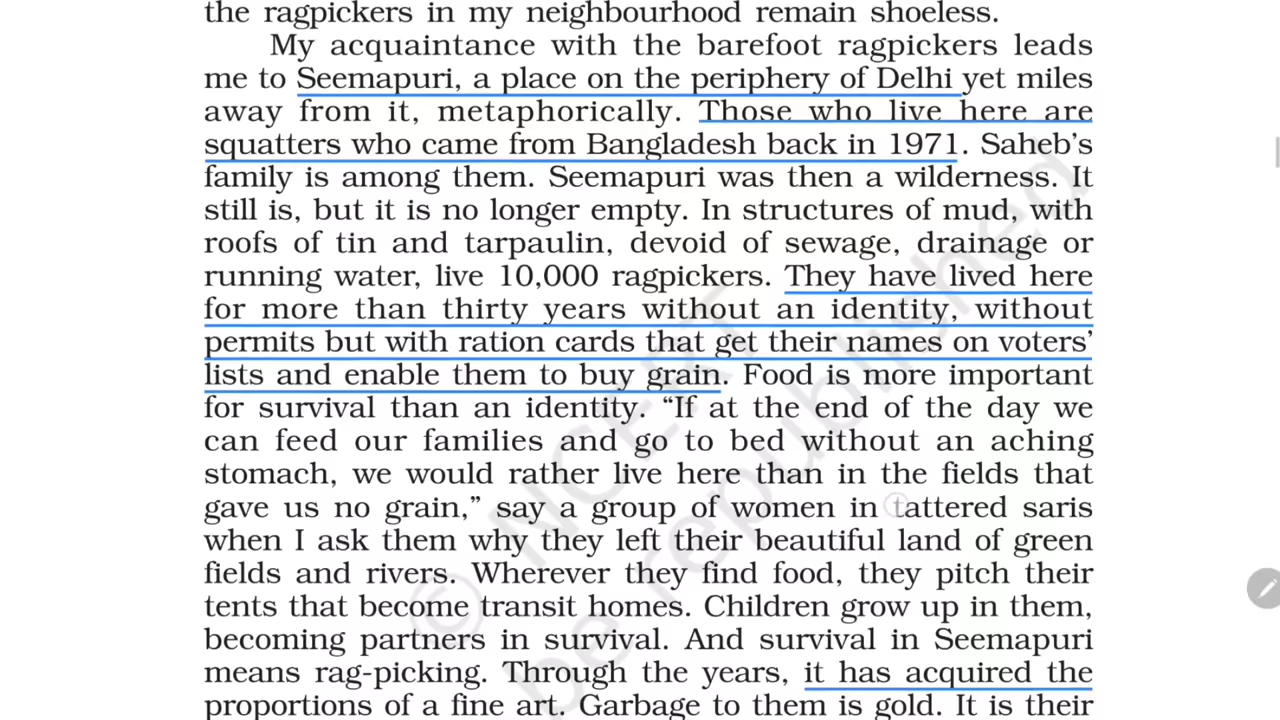 the ragpickers in my neighbourhood remain shoeless.
My acquaintance with the barefoot ragpickers leads
me to Seemapuri, a place on the periphery of Delhi yet miles
away from it, metaphorically. Those who live here are
squatters who came from Bangladesh back in 1971. Saheb's
family is among them. Seemapuri was then a wilderness. It
still is, but it is no longer empty. In structures of mud, with
roofs of tin and tarpaulin, devoid of sewage, drainage or
running water, live 10,000 ragpickers. They have lived here
for more than thirty years without an identity, without
permits but with ration cards that get their names on voters'
lists and enable them to buy grain. Food is more important
for survival than an identity. “If at the end of the day we
can feed our families and go to bed without an aching
stomach, we would rather live here than in the fields that
gave us no grain,” say a group of women in tattered saris
when I ask them why they left their beautiful land of green
fields and rivers. Wherever they find food, they pitch their
tents that become transit homes. Children grow up in them,
becoming partners in survival. And survival in Seemapuri
means rag-picking. Through the years, it has acquired the
proportions of a fine art. Garbage to them is gold. It is their
© NCERT
be republished